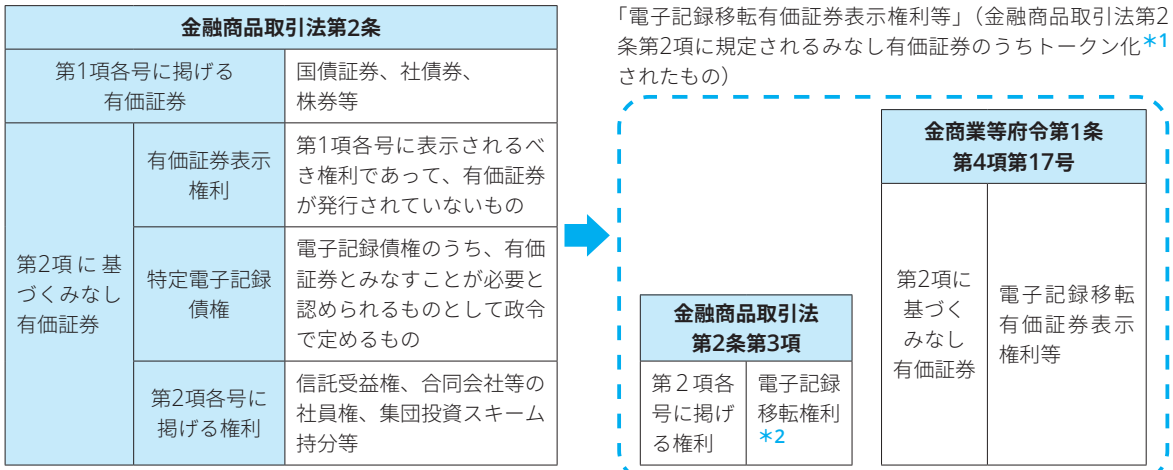 金融商品取引法第2条
第1項各号に掲げる
有価証券
国債証券、社債券、
株券等
第2項に基
づくみなし
有価証券
有価証券表示
権利
第1項各号に表示されるべ
き権利であって、有価証券
が発行されていないもの
特定電子記録
債権
電子記録債権のうち、有価
証券とみなすことが必要と
認められるものとして政令
で定めるもの
第2項各号に
掲げる権利
信託受益権、合同会社等の
社員権、集団投資スキーム
持分等
「電子記録移転有価証券表示権利等」（金融商品取引法第2
条第2項に規定されるみなし有価証券のうちトークン化＊1
されたもの）
金融商品取引法
第2条第3項
第2項各
号に掲げ
る権利
電子記録
移転権利
＊2
金商業等府令第1条
第4項第17号
第2項に
基づく
みなし
有価証券
電子記録移転
有価証券表示
権利等